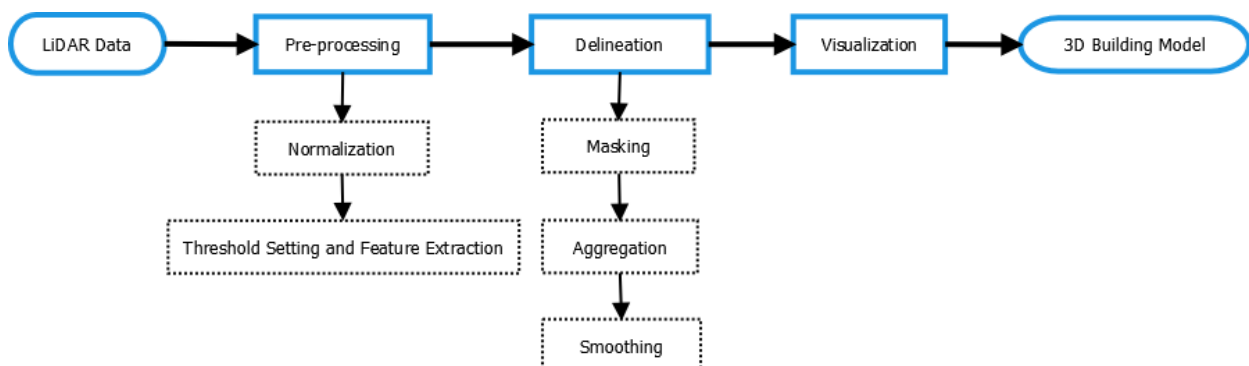 LiDAR Data
Pre-processing
Delineation
Visualization
3D Building Model
Normalization
Masking
Threshold Setting and Feature Extraction
Aggregation
Smoothing